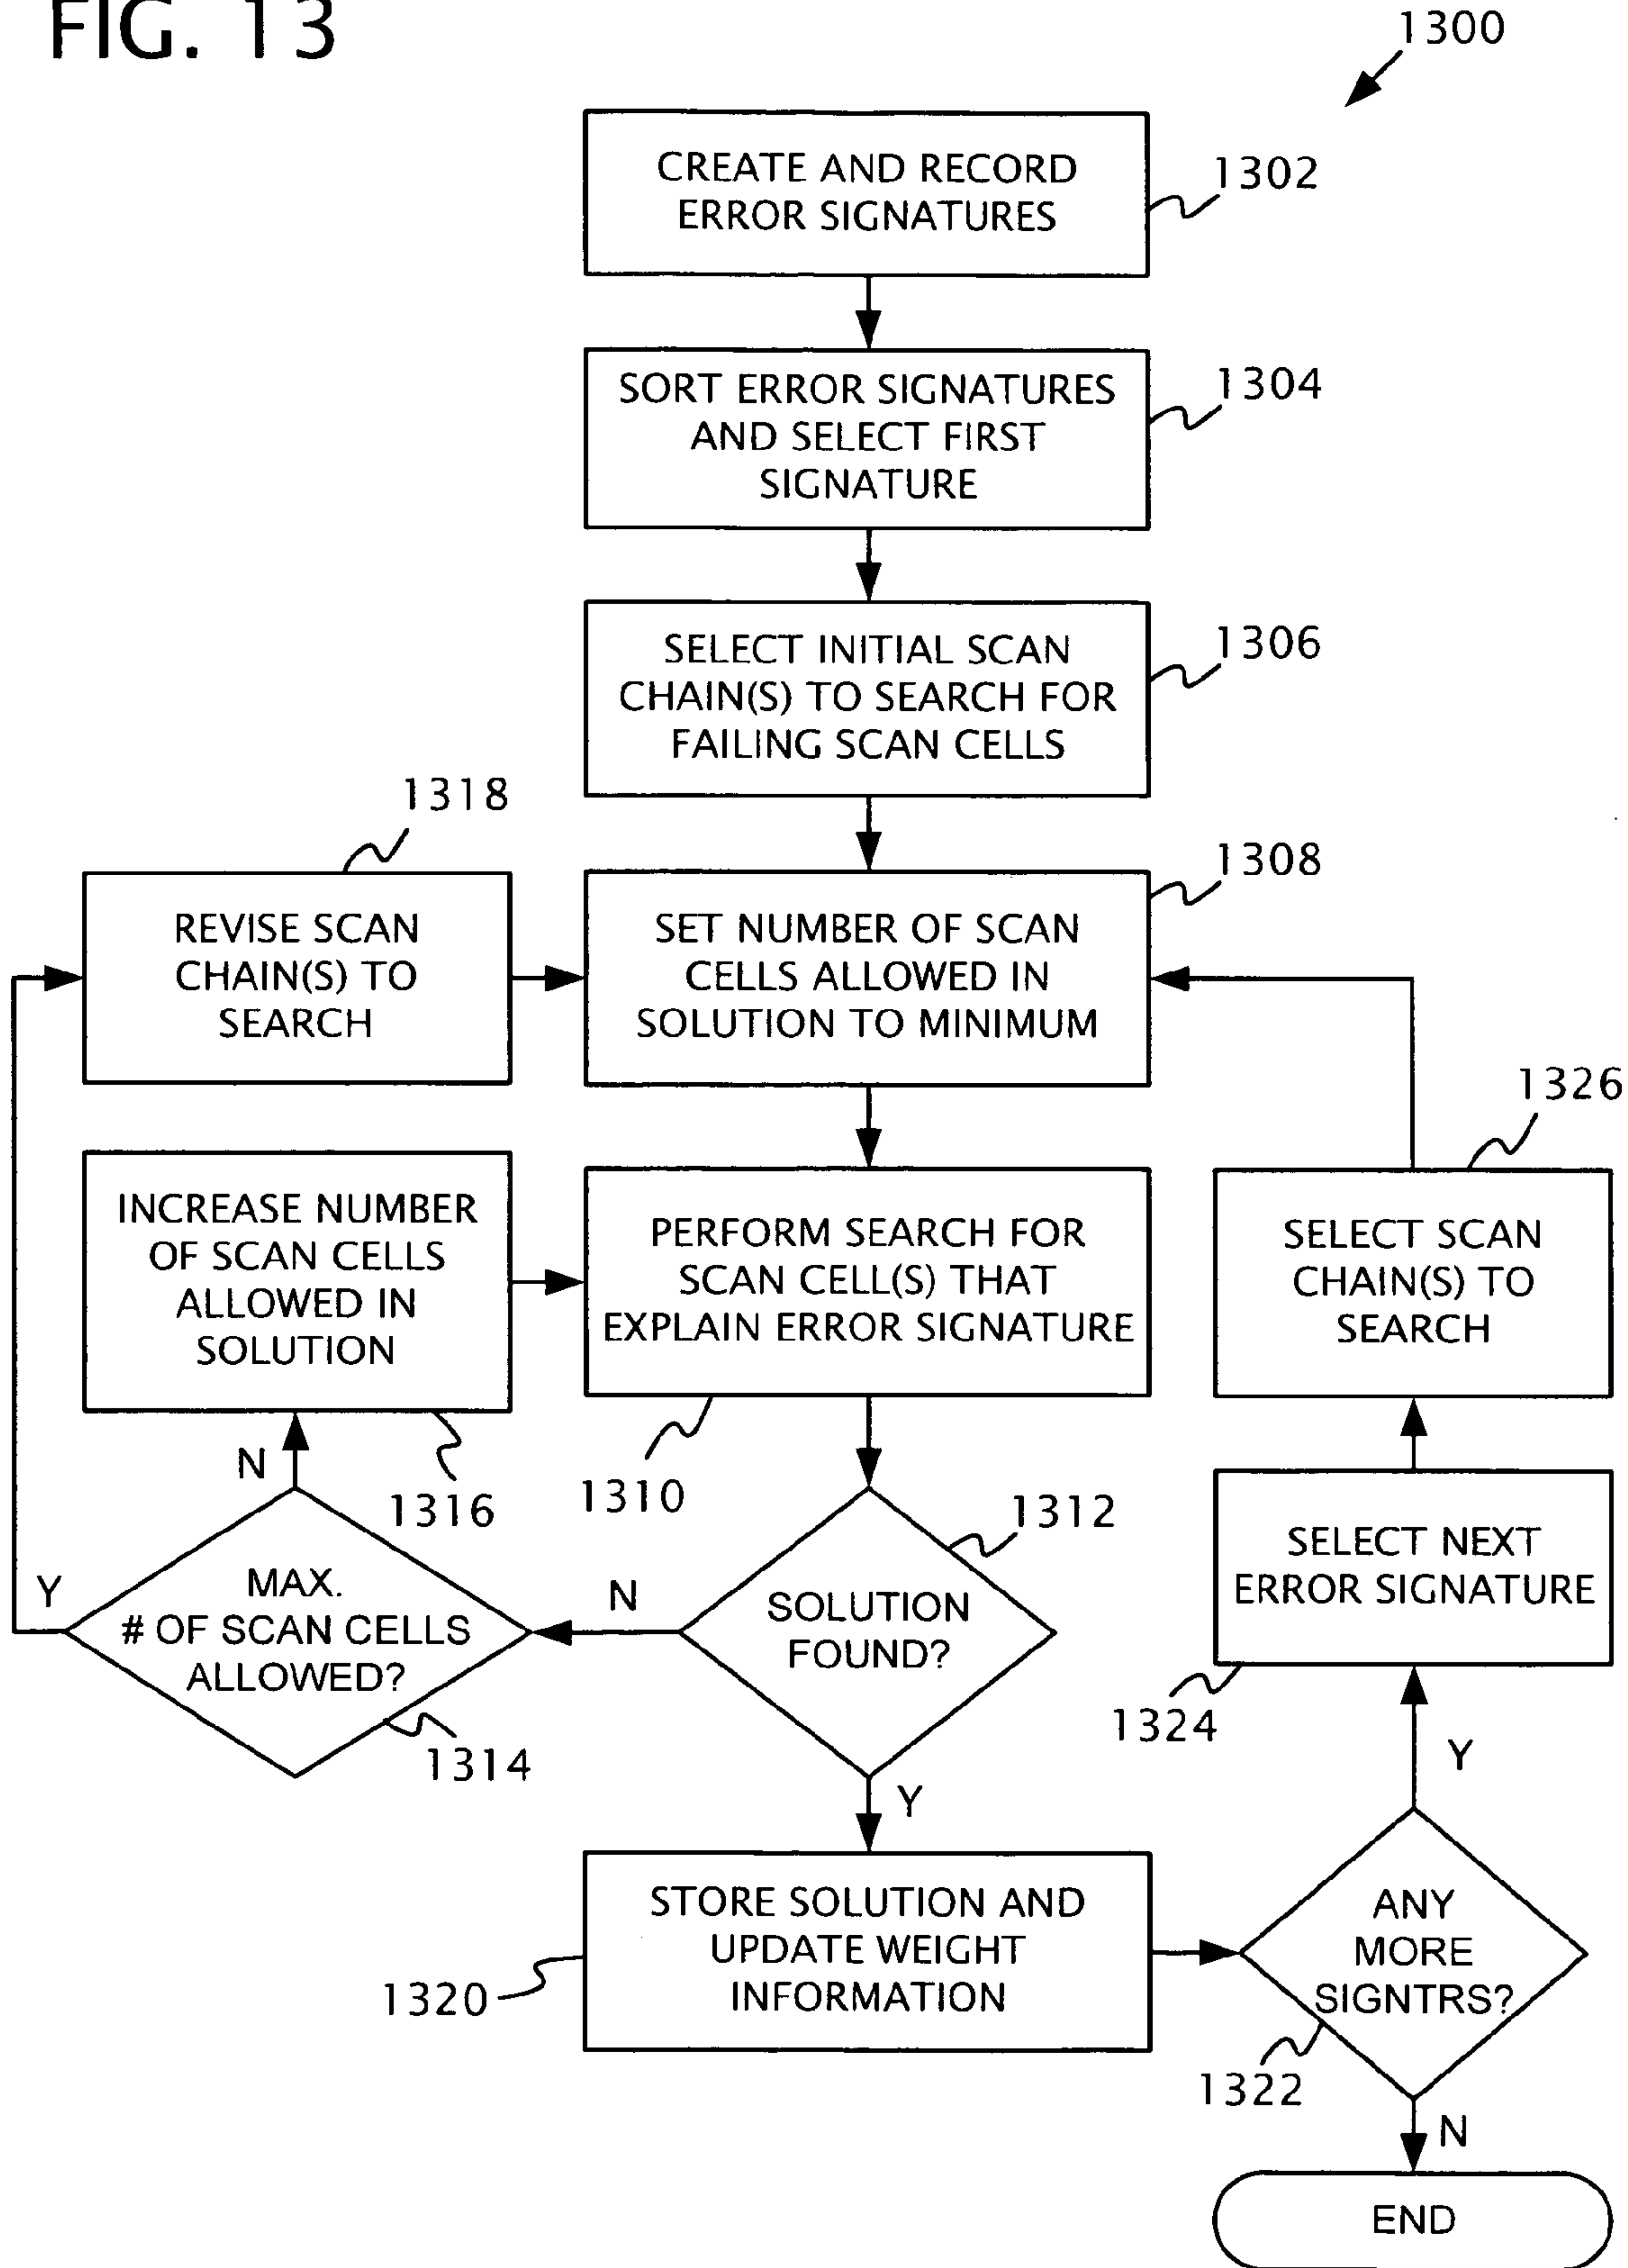 FIG. 13
1300
CREATE AND RECORD
ERROR SIGNATURES
1302
SORT ERROR SIGNATURES
AND SELECT FIRST
SIGNATURE
1304
SELECT INITIAL SCAN
CHAIN(S) TO SEARCH FOR
FAILING SCAN CELLS
1306
1318
REVISE SCAN
CHAIN(S) TO
SEARCH
SET NUMBER OF SCAN
CELLS ALLOWED IN
SOLUTION TO MINIMUM
1308
1326
INCREASE NUMBER
OF SCAN CELLS
ALLOWED IN
SOLUTION
PERFORM SEARCH FOR
SCAN CELL(S) THAT
EXPLAIN ERROR SIGNATURE
SELECT SCAN
CHAIN(S) TO
SEARCH
N
1316
1310
1312
SELECT NEXT
ERROR SIGNATURE
Y
MAX.
# OF SCAN CELLS
ALLOWED?
N
SOLUTION
FOUND?
1314
1324
Y
Y
STORE SOLUTION AND
UPDATE WEIGHT
INFORMATION
1320
ANY
MORE
SIGNTRS?
1322
N
END